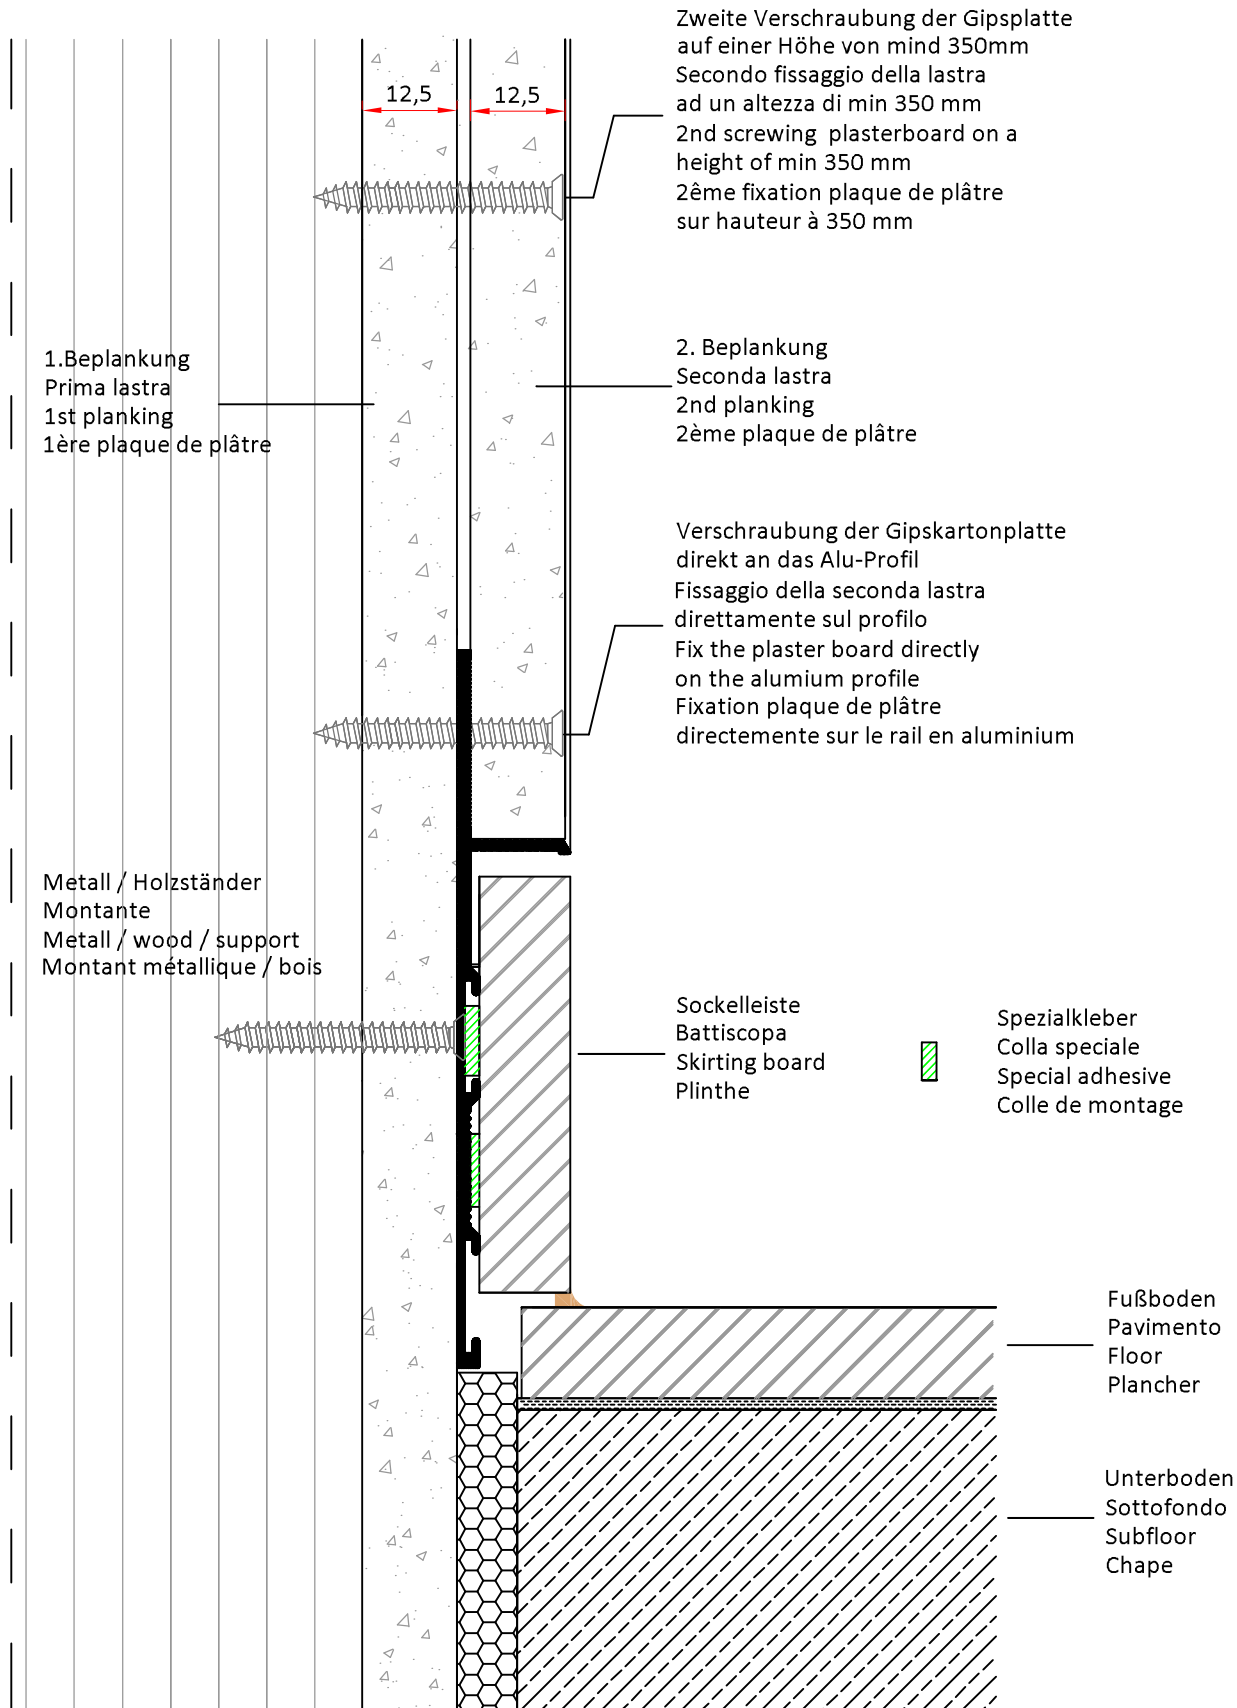 Zweite Verschraubung der Gipsplatte
auf einer Höhe von mind 350mm
Secondo fissaggio della lastra
ad un altezza di min 350 mm
2nd screwing plasterboard on a
height of min 350 mm
2ême fixation plaque de plâtre
sur hauteur à 350 mm
12,5
12,5
1.Beplankung
Prima lastra
1st planking
1ère plaque de plâtre
2. Beplankung
Seconda lastra
2nd planking
2ème plaque de plâtre
Verschraubung der Gipskartonplatte
direkt an das Alu-Profil
Fissaggio della seconda lastra
direttamente sul profilo
Fix the plaster board directly
on the alumium profile
Fixation plaque de plâtre
directemente sur le rail en aluminium
Metall / Holzständer
Montante
Metall / wood / support
Montant métallique / bois
Sockelleiste
Battiscopa
Skirting board
Plinthe
Spezialkleber
Colla speciale
Special adhesive
Colle de montage
Fußboden
Pavimento
Floor
Plancher
Unterboden
Sottofondo
Subfloor
Chape